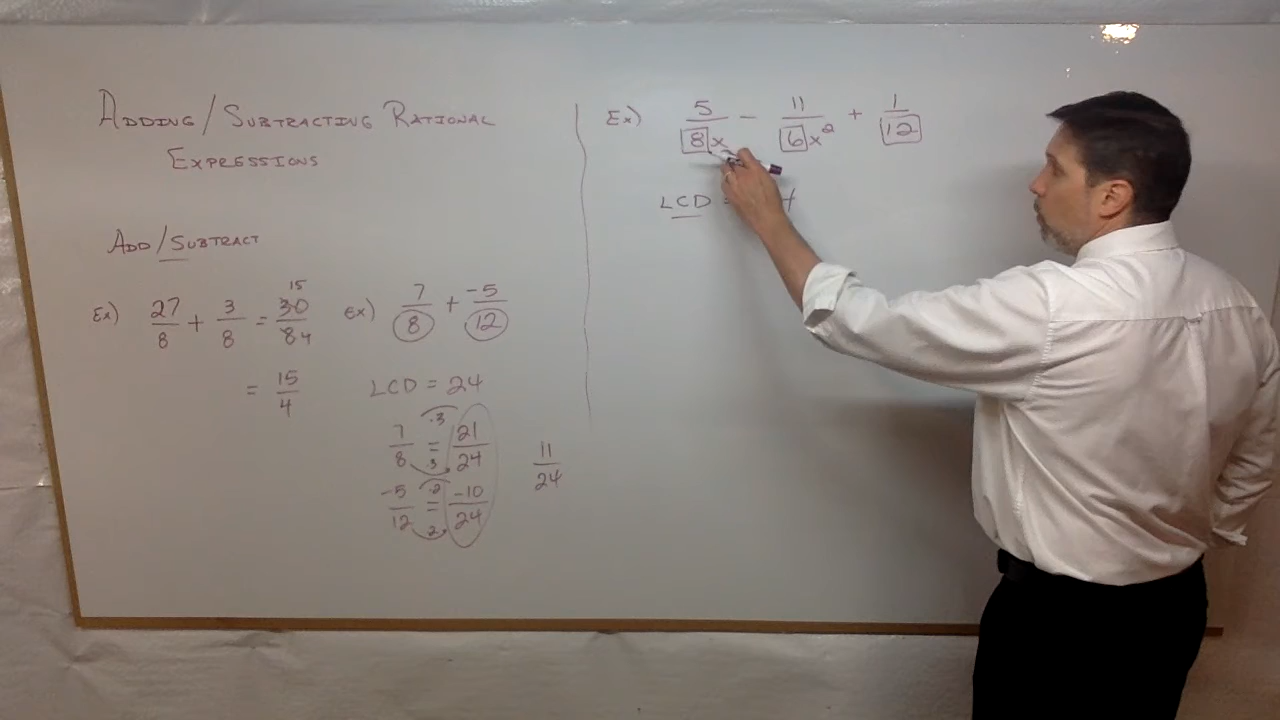 ADDING/SUBTRACTING RATIONAL
EXPRESSIONS
ADD/SUBTRACT
Ex) 27/8 + 3/8 = 30/8 15 4
= 15/4
ex) 7/8 + -5/12
LCD = 24
7/8 = 21/24 ·3 ·3
-5/12 = -10/24 ·2 2·
11/24
Ex) 5/8x - 11/6x² + 1/12
LCD =